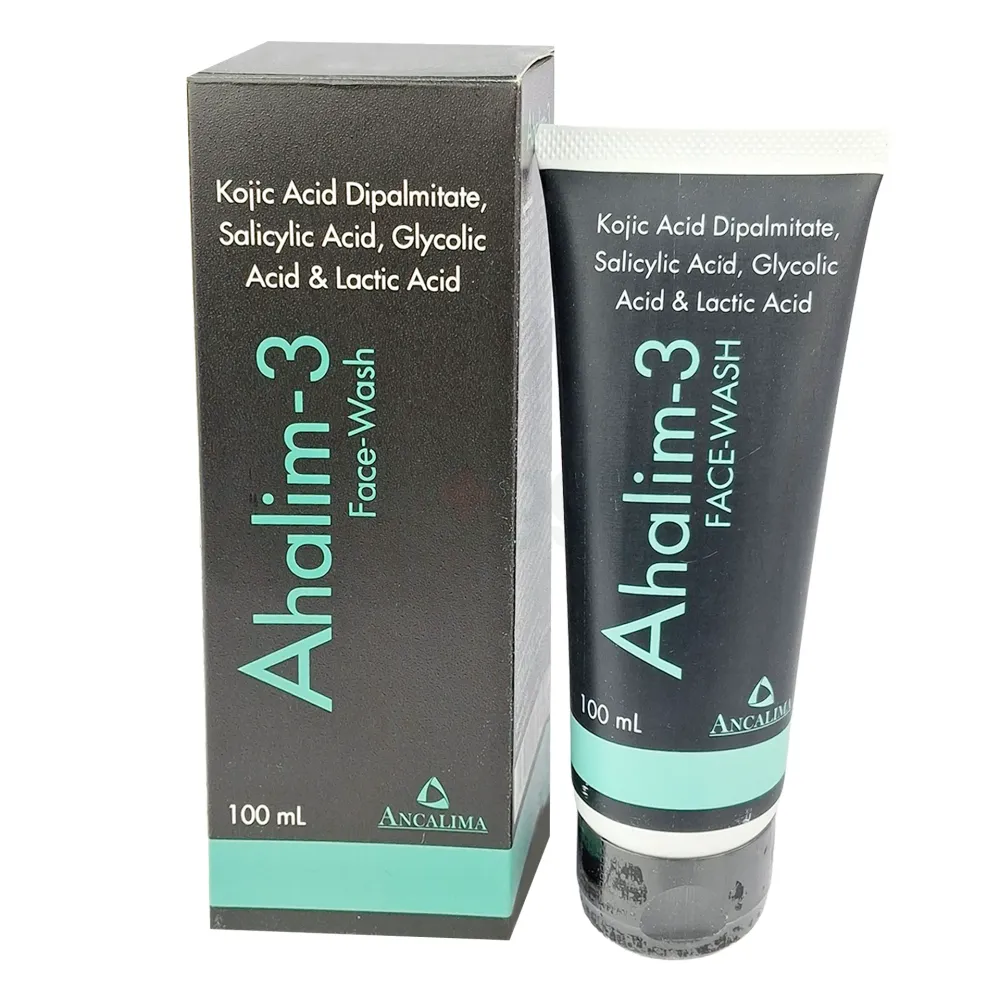 Kojic Acid Dipalmitate,
Salicylic Acid, Glycolic
Acid & Lactic Acid
Ahalim-3
Face-Wash
100 mL
ANCALIMA
Kojic Acid Dipalmitate,
Salicylic Acid, Glycolic
Acid & Lactic Acid
Ahalim-3
FACE-WASH
100 mL
ANCALIMA